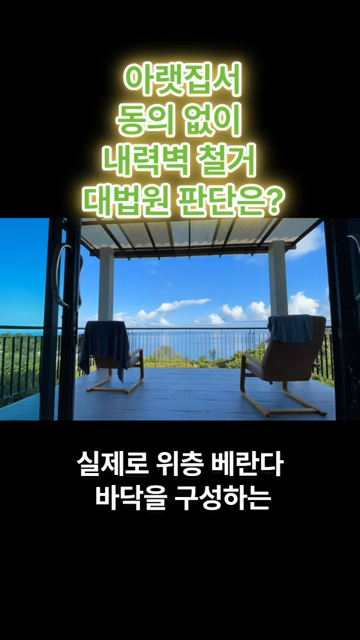 아랫집서
동의 없이
내력벽 철거
대법원 판단은?
실제로 위층 베란다
바닥을 구성하는